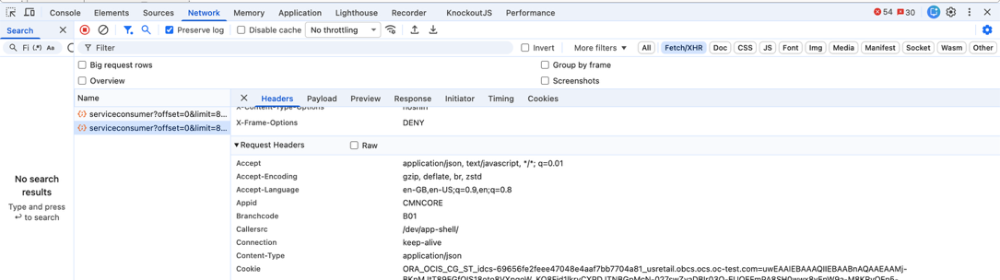 Console Elements Sources Network Memory Application Lighthouse Recorder KnockoutJS Performance 54 30
Search Preserve log Disable cache No throttling
Fi (.*) Aa Filter Invert More filters All Fetch/XHR Doc CSS JS Font Img Media Manifest Socket Wasm Other
Big request rows Group by frame
Overview Screenshots
Name Headers Payload Preview Response Initiator Timing Cookies
serviceconsumer?offset=0&limit=8...
X-Content-Type-Options nosniff
serviceconsumer?offset=0&limit=8...
X-Frame-Options DENY
Request Headers Raw
Accept application/json, text/javascript, */*; q=0.01
Accept-Encoding gzip, deflate, br, zstd
No search
results
Type and press
↩ to search
Accept-Language en-GB,en-US;q=0.9,en;q=0.8
Appid CMNCORE
Branchcode B01
Callersrc /dev/app-shell/
Connection keep-alive
Content-Type application/json
Cookie ORA_OCIS_CG_ST_idcs-69656fe2feee47048e4aaf7bb7704a81_usretail.obcs.ocs.oc-test.com=uwEAAIEBAAAQIIEBAABnAQAAEAAMj-